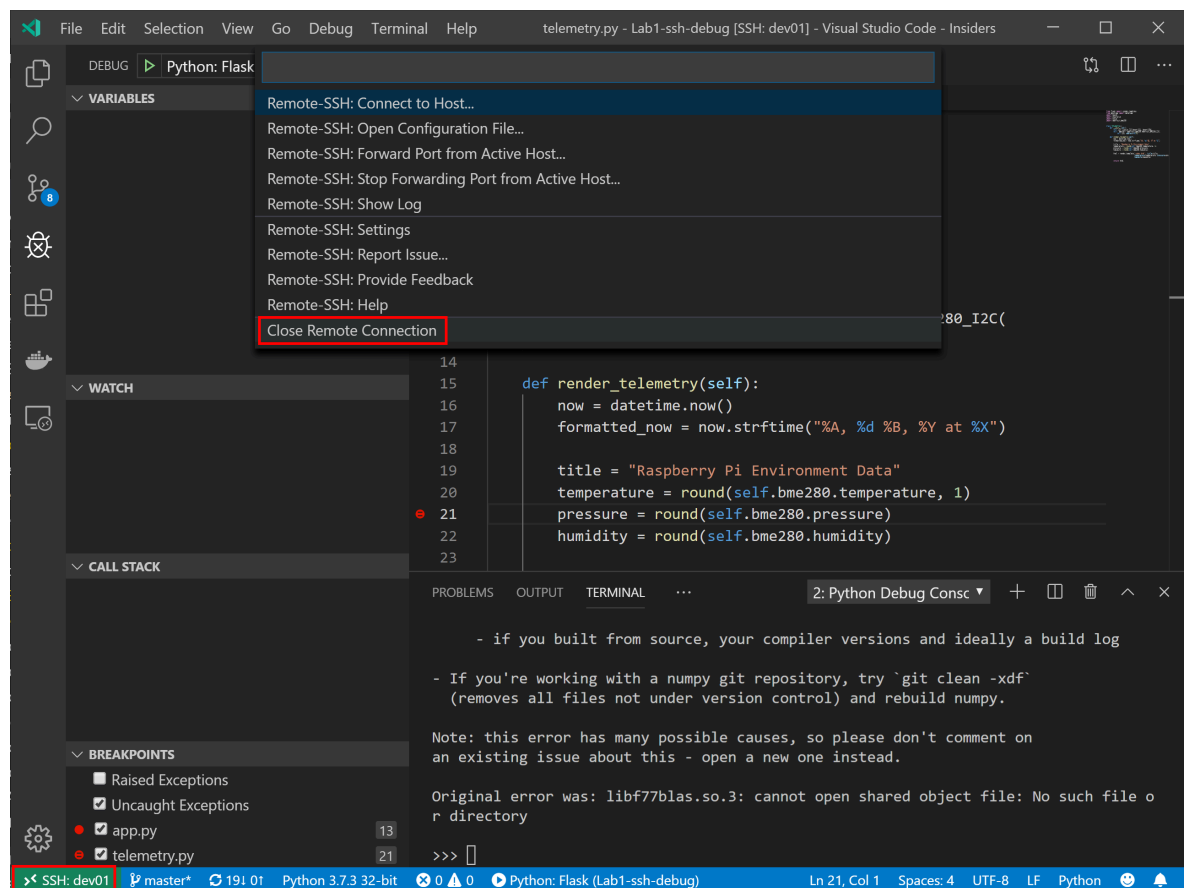 File Edit Selection View Go Debug Terminal Help telemetry.py - Lab1-ssh-debug [SSH: dev01] - Visual Studio Code - Insiders
DEBUG Python: Flask
Remote-SSH: Connect to Host...
Remote-SSH: Open Configuration File...
Remote-SSH: Forward Port from Active Host...
Remote-SSH: Stop Forwarding Port from Active Host...
Remote-SSH: Show Log
Remote-SSH: Settings
Remote-SSH: Report Issue...
Remote-SSH: Provide Feedback
Remote-SSH: Help
Close Remote Connection
VARIABLES
8
WATCH
CALL STACK
BREAKPOINTS
Raised Exceptions
Uncaught Exceptions
app.py 13
telemetry.py 21
280_I2C(
14
15 def render_telemetry(self):
16 now = datetime.now()
17 formatted_now = now.strftime("%A, %d %B, %Y at %X")
18
19 title = "Raspberry Pi Environment Data"
20 temperature = round(self.bme280.temperature, 1)
21 pressure = round(self.bme280.pressure)
22 humidity = round(self.bme280.humidity)
23
PROBLEMS OUTPUT TERMINAL ... 2: Python Debug Consc
- if you built from source, your compiler versions and ideally a build log
- If you're working with a numpy git repository, try `git clean -xdf`
(removes all files not under version control) and rebuild numpy.
Note: this error has many possible causes, so please don't comment on
an existing issue about this - open a new one instead.
Original error was: libf77blas.so.3: cannot open shared object file: No such file o
r directory
>>>
SSH: dev01 master* 19↓ 0↑ Python 3.7.3 32-bit 0 0 Python: Flask (Lab1-ssh-debug) Ln 21, Col 1 Spaces: 4 UTF-8 LF Python